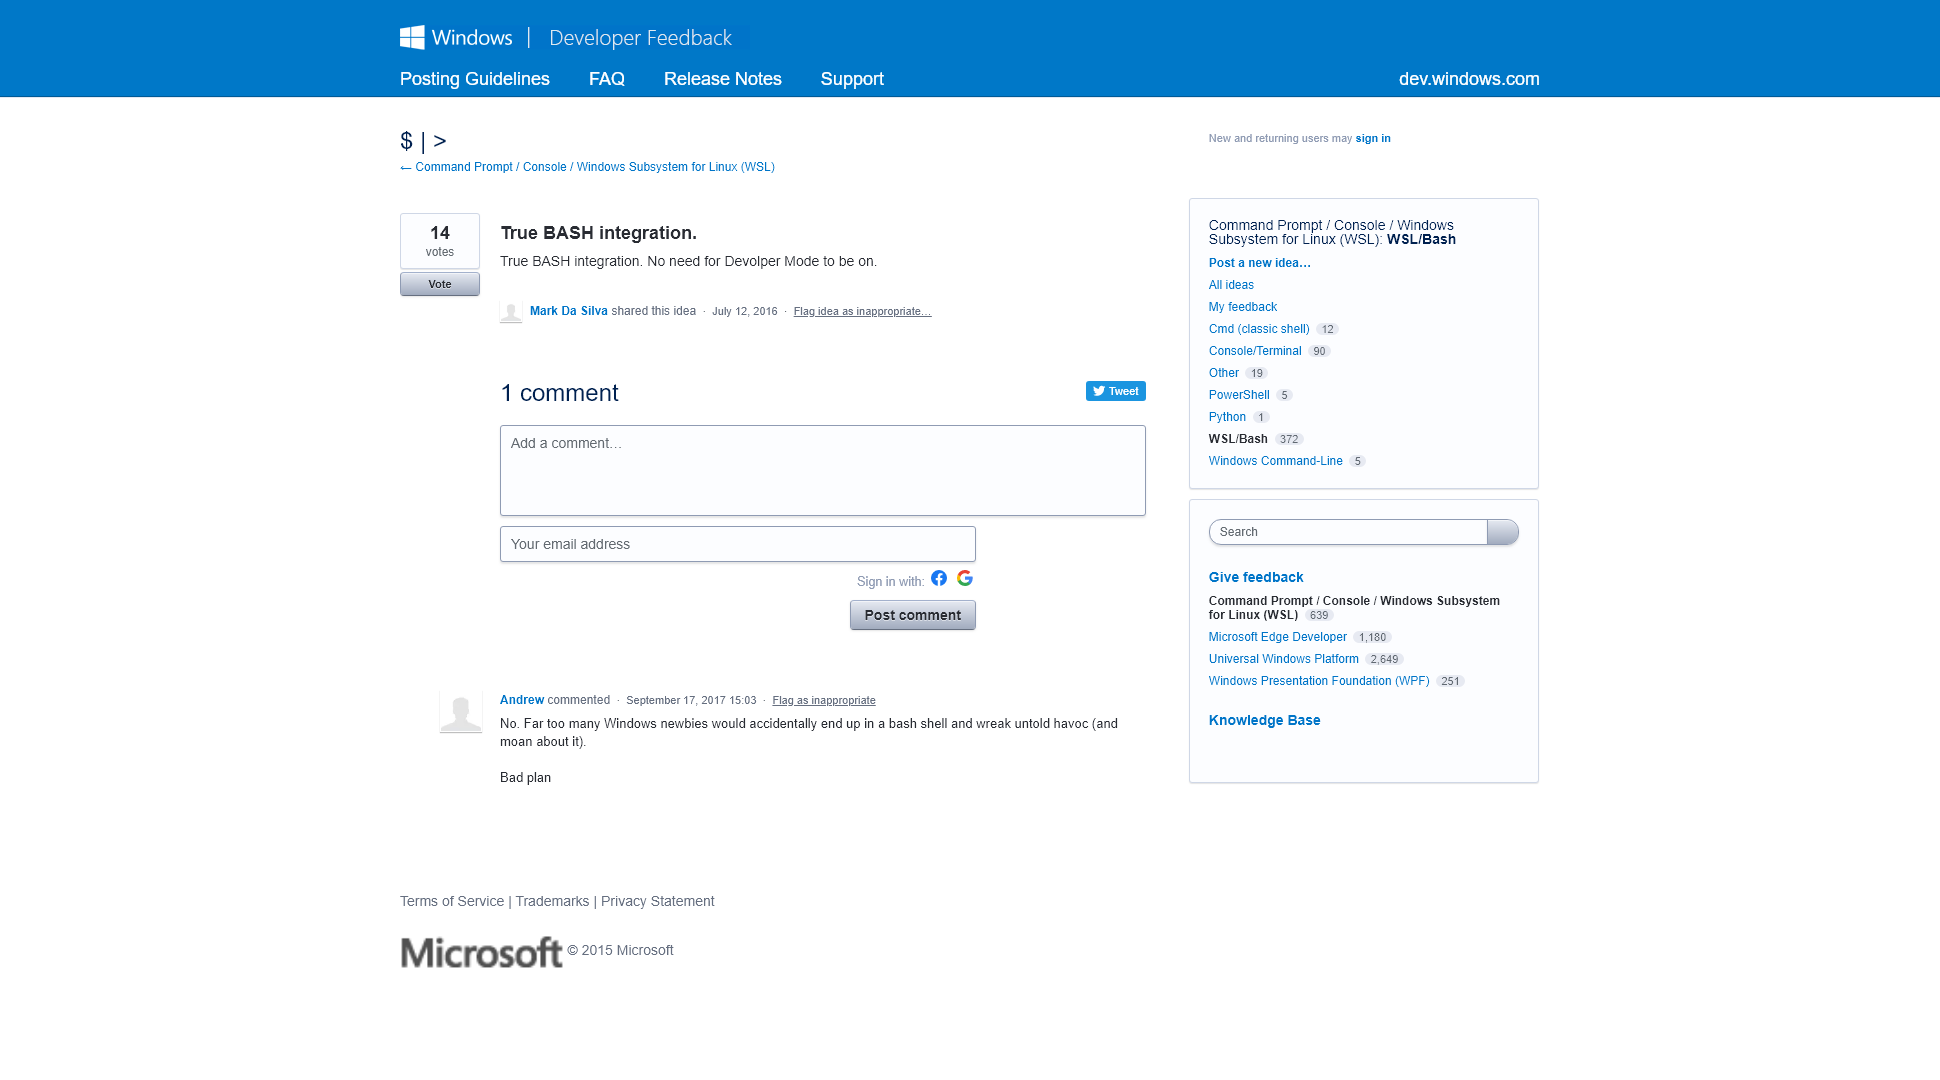 Windows | Developer Feedback
Posting Guidelines FAQ Release Notes Support dev.windows.com
$ | >
← Command Prompt / Console / Windows Subsystem for Linux (WSL)
New and returning users may sign in
14
votes
Vote
True BASH integration.
True BASH integration. No need for Devolper Mode to be on.
Mark Da Silva shared this idea · July 12, 2016 · Flag idea as inappropriate…
1 comment
Tweet
Add a comment…
Your email address
Sign in with:
Post comment
Andrew commented · September 17, 2017 15:03 · Flag as inappropriate
No. Far too many Windows newbies would accidentally end up in a bash shell and wreak untold havoc (and
moan about it).
Bad plan
Command Prompt / Console / Windows
Subsystem for Linux (WSL): WSL/Bash
Post a new idea…
All ideas
My feedback
Cmd (classic shell) 12
Console/Terminal 90
Other 19
PowerShell 5
Python 1
WSL/Bash 372
Windows Command-Line 5
Search
Give feedback
Command Prompt / Console / Windows Subsystem
for Linux (WSL) 639
Microsoft Edge Developer 1,180
Universal Windows Platform 2,649
Windows Presentation Foundation (WPF) 251
Knowledge Base
Terms of Service | Trademarks | Privacy Statement
Microsoft © 2015 Microsoft